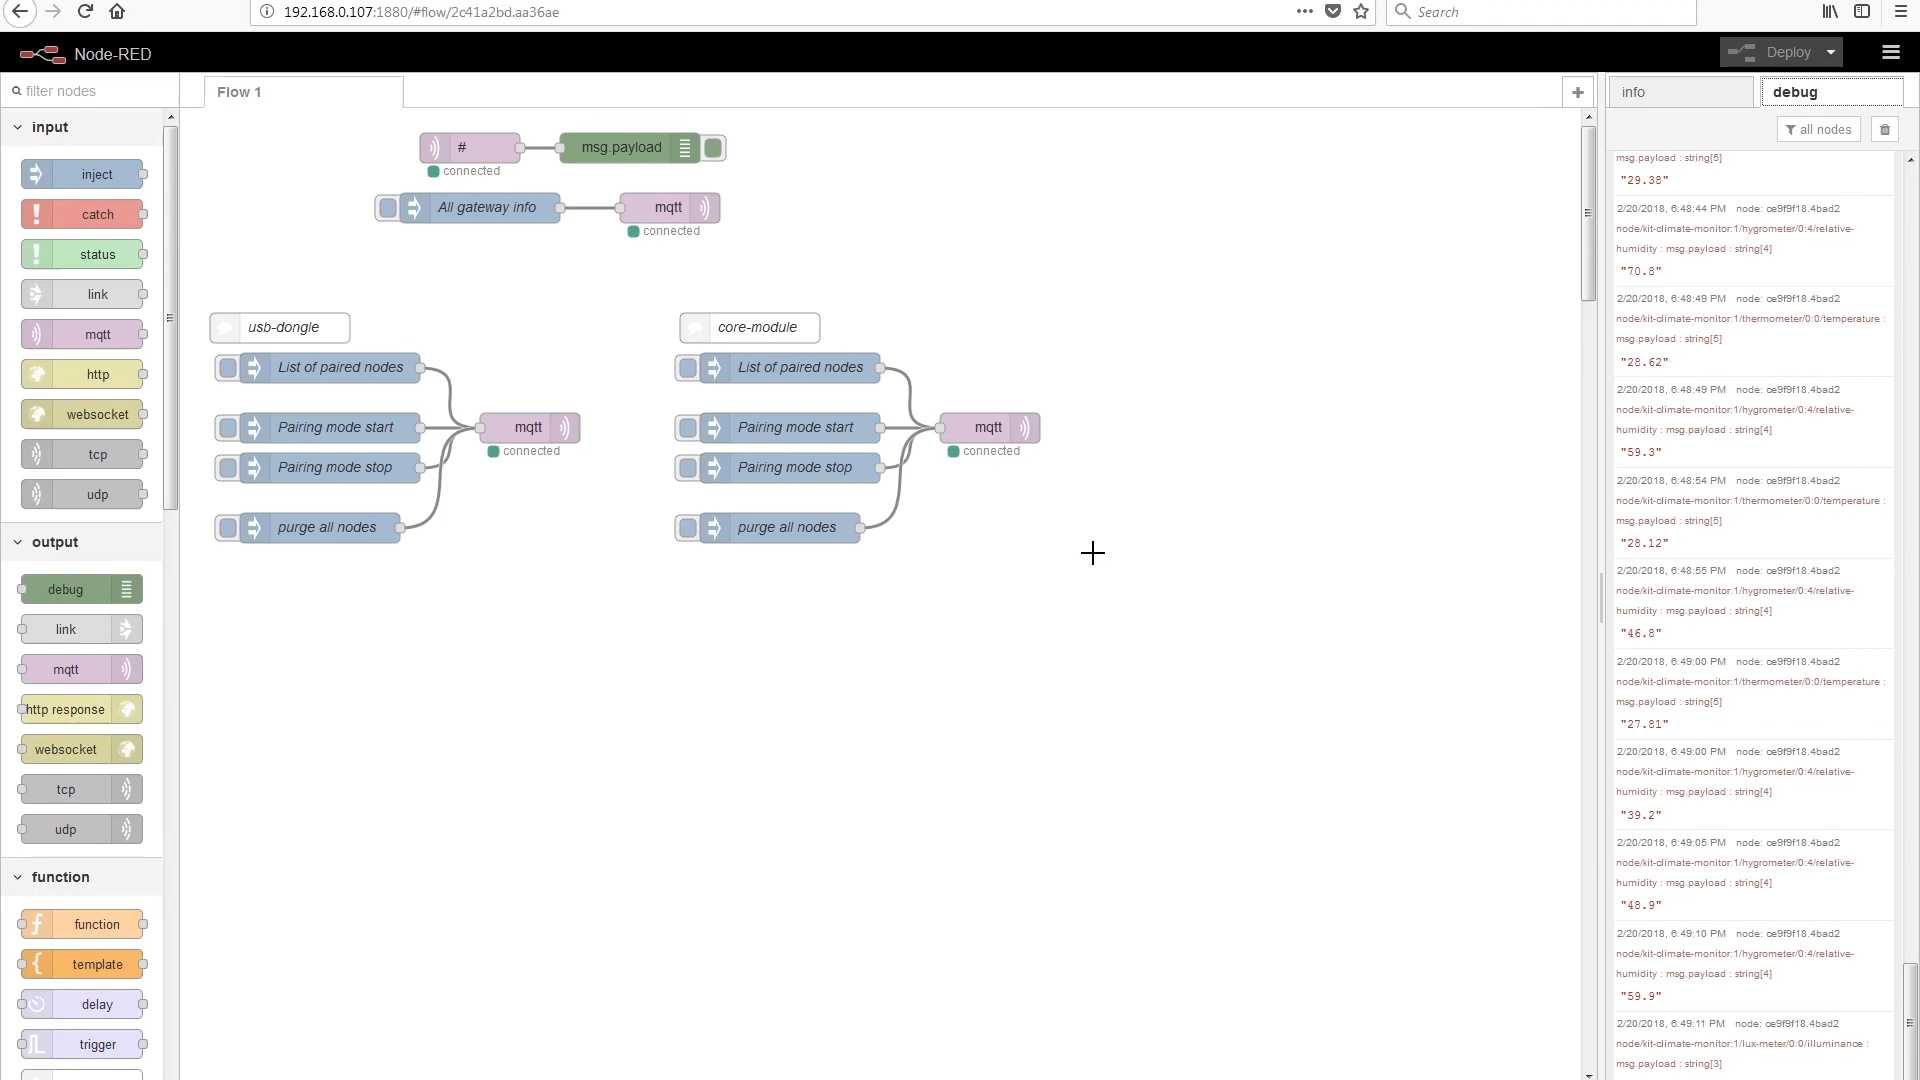 192.168.0.107:1880/#flow/2c41a2bd.aa36ae
Search
Node-RED
Deploy
filter nodes
Flow 1
info
debug
all nodes
input
inject
catch
status
link
mqtt
http
websocket
tcp
udp
output
debug
link
mqtt
http response
websocket
tcp
udp
function
function
template
delay
trigger
#
msg.payload
connected
All gateway info
mqtt
connected
usb-dongle
List of paired nodes
Pairing mode start
mqtt
connected
Pairing mode stop
purge all nodes
core-module
List of paired nodes
Pairing mode start
mqtt
connected
Pairing mode stop
purge all nodes
msg.payload : string[5]
"29.38"
2/20/2018, 6:48:44 PM node: ce9f9f18.4bad2
node/kit-climate-monitor:1/hygrometer/0:4/relative-
humidity : msg.payload : string[4]
"70.8"
2/20/2018, 6:48:49 PM node: ce9f9f18.4bad2
node/kit-climate-monitor:1/thermometer/0:0/temperature :
msg.payload : string[5]
"28.62"
2/20/2018, 6:48:49 PM node: ce9f9f18.4bad2
node/kit-climate-monitor:1/hygrometer/0:4/relative-
humidity : msg.payload : string[4]
"59.3"
2/20/2018, 6:48:54 PM node: ce9f9f18.4bad2
node/kit-climate-monitor:1/thermometer/0:0/temperature :
msg.payload : string[5]
"28.12"
2/20/2018, 6:48:55 PM node: ce9f9f18.4bad2
node/kit-climate-monitor:1/hygrometer/0:4/relative-
humidity : msg.payload : string[4]
"46.8"
2/20/2018, 6:49:00 PM node: ce9f9f18.4bad2
node/kit-climate-monitor:1/thermometer/0:0/temperature :
msg.payload : string[5]
"27.81"
2/20/2018, 6:49:00 PM node: ce9f9f18.4bad2
node/kit-climate-monitor:1/hygrometer/0:4/relative-
humidity : msg.payload : string[4]
"39.2"
2/20/2018, 6:49:05 PM node: ce9f9f18.4bad2
node/kit-climate-monitor:1/hygrometer/0:4/relative-
humidity : msg.payload : string[4]
"48.9"
2/20/2018, 6:49:10 PM node: ce9f9f18.4bad2
node/kit-climate-monitor:1/hygrometer/0:4/relative-
humidity : msg.payload : string[4]
"59.9"
2/20/2018, 6:49:11 PM node: ce9f9f18.4bad2
node/kit-climate-monitor:1/lux-meter/0:0/illuminance :
msg.payload : string[3]